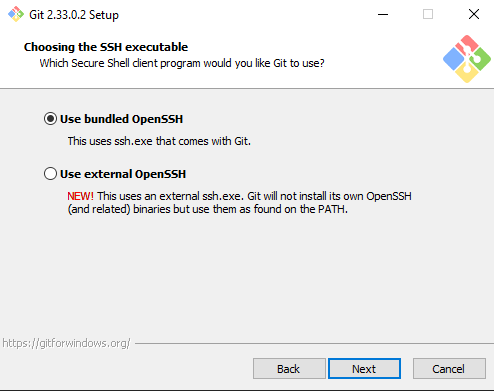 Git 2.33.0.2 Setup
Choosing the SSH executable
Which Secure Shell client program would you like Git to use?
Use bundled OpenSSH
This uses ssh.exe that comes with Git.
Use external OpenSSH
NEW! This uses an external ssh.exe. Git will not install its own OpenSSH
(and related) binaries but use them as found on the PATH.
https://gitforwindows.org/
Back
Next
Cancel